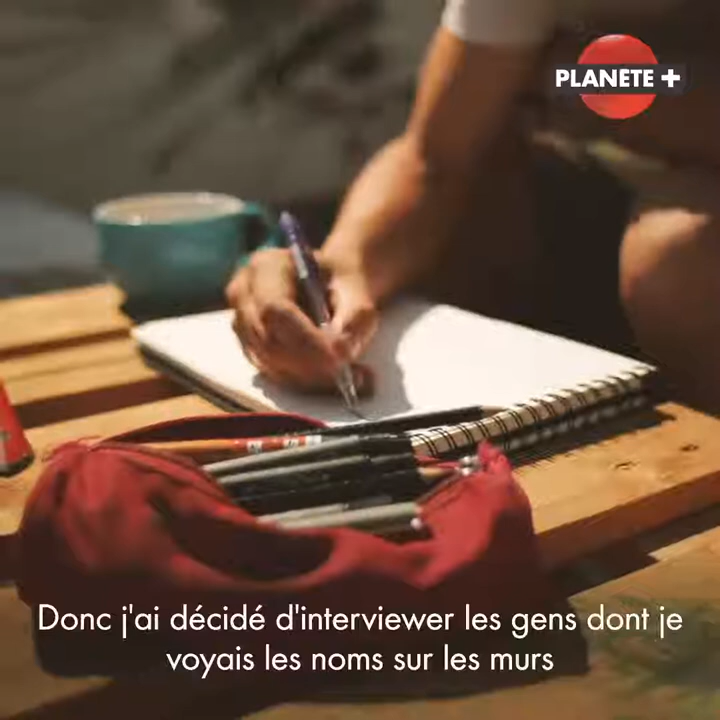 PLANETE +
Donc j'ai décidé d'interviewer les gens dont je
voyais les noms sur les murs